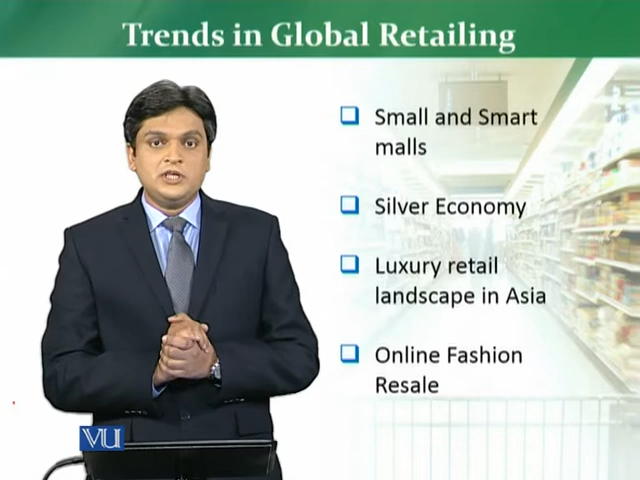 Trends in Global Retailing
Small and Smart
malls
Silver Economy
Luxury retail
landscape in Asia
Online Fashion
Resale
VU